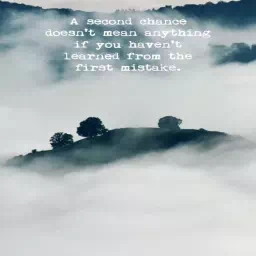 A second chance
doesn't mean anything
if you haven't
learned from the
first mistake.